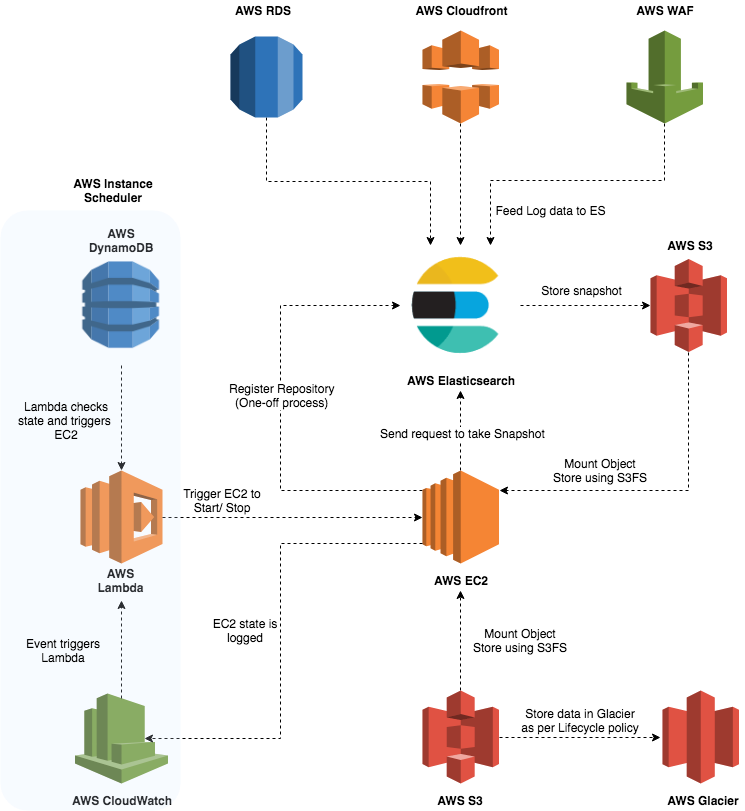 AWS RDS
AWS Cloudfront
AWS WAF
AWS Instance
Scheduler
Feed Log data to ES
AWS
DynamoDB
AWS S3
Store snapshot
AWS Elasticsearch
Register Repository
(One-off process)
Lambda checks
state and triggers
EC2
Send request to take Snapshot
Mount Object
Store using S3FS
Trigger EC2 to
Start/ Stop
AWS
Lambda
AWS EC2
EC2 state is
logged
Event triggers
Lambda
Mount Object
Store using S3FS
Store data in Glacier
as per Lifecycle policy
AWS CloudWatch
AWS S3
AWS Glacier